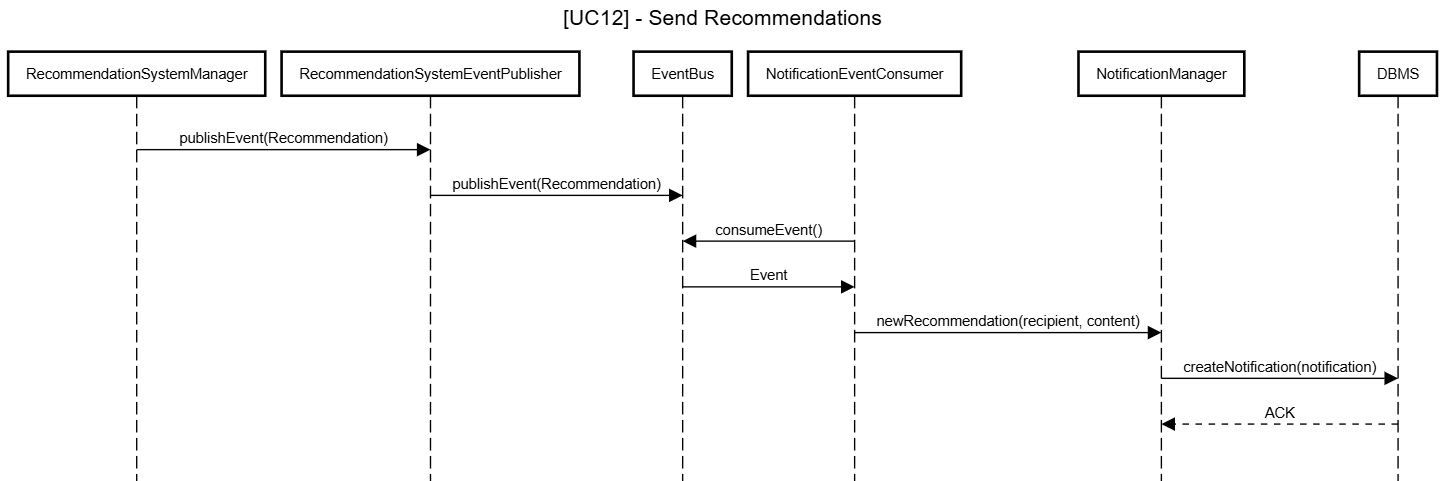 [UC12] - Send Recommendations
RecommendationSystemManager
RecommendationSystemEventPublisher
EventBus
NotificationEventConsumer
NotificationManager
DBMS
publishEvent(Recommendation)
publishEvent(Recommendation)
consumeEvent()
Event
newRecommendation(recipient, content)
createNotification(notification)
ACK